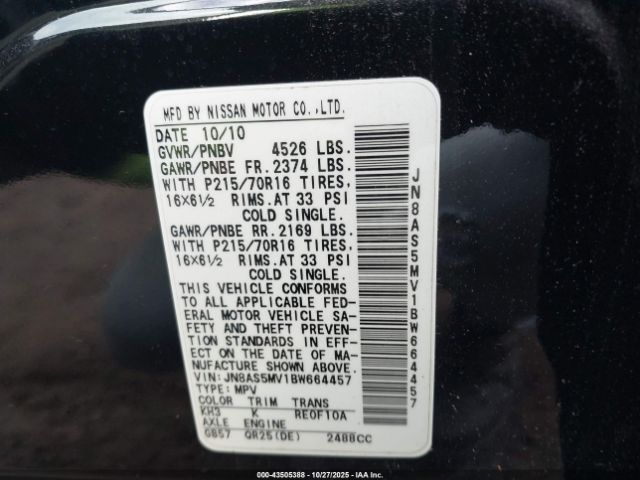 MFD BY NISSAN MOTOR CO.,LTD.
DATE 10/10
GVWR/PNBV 4526 LBS.
GAWR/PNBE FR. 2374 LBS.
WITH P215/70R16 TIRES,
16×6½ RIMS.AT 33 PSI
COLD SINGLE.
GAWR/PNBE RR. 2169 LBS.
WITH P215/70R16 TIRES,
16×6½ RIMS.AT 33 PSI
COLD SINGLE.
THIS VEHICLE CONFORMS
TO ALL APPLICABLE FED-
ERAL MOTOR VEHICLE SA-
FETY AND THEFT PREVEN-
TION STANDARDS IN EFF-
ECT ON THE DATE OF MA-
NUFACTURE SHOWN ABOVE.
VIN: JN8AS5MV1BW664457
TYPE: MPV
COLOR TRIM TRANS
KH3 K RE0F10A
AXLE ENGINE
GB57 QR25(DE) 2488CC
JN8AS5MV1BW664457
000-43505388 - 10/27/2025 - IAA Inc.